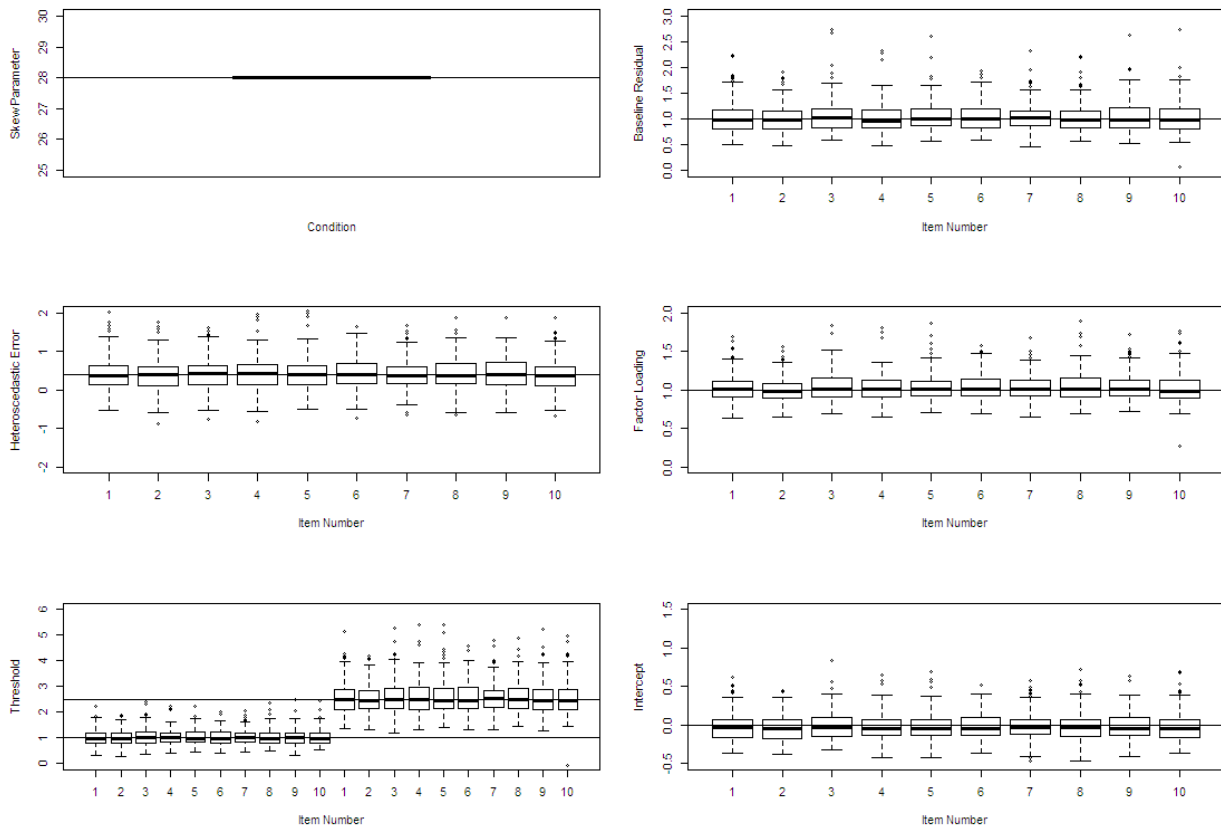 Skew Parameter
30
29
28
27
26
25
Condition
Baseline Residual
3.0
2.5
2.0
1.5
1.0
0.5
0.0
1 2 3 4 5 6 7 8 9 10
Item Number
Heteroscedastic Error
2
1
0
-1
-2
1 2 3 4 5 6 7 8 9 10
Item Number
Factor Loading
2.0
1.5
1.0
0.5
0.0
1 2 3 4 5 6 7 8 9 10
Item Number
Threshold
6
5
4
3
2
1
0
1 2 3 4 5 6 7 8 9 10 1 2 3 4 5 6 7 8 9 10
Item Number
Intercept
1.5
1.0
0.5
0.0
-0.5
1 2 3 4 5 6 7 8 9 10
Item Number